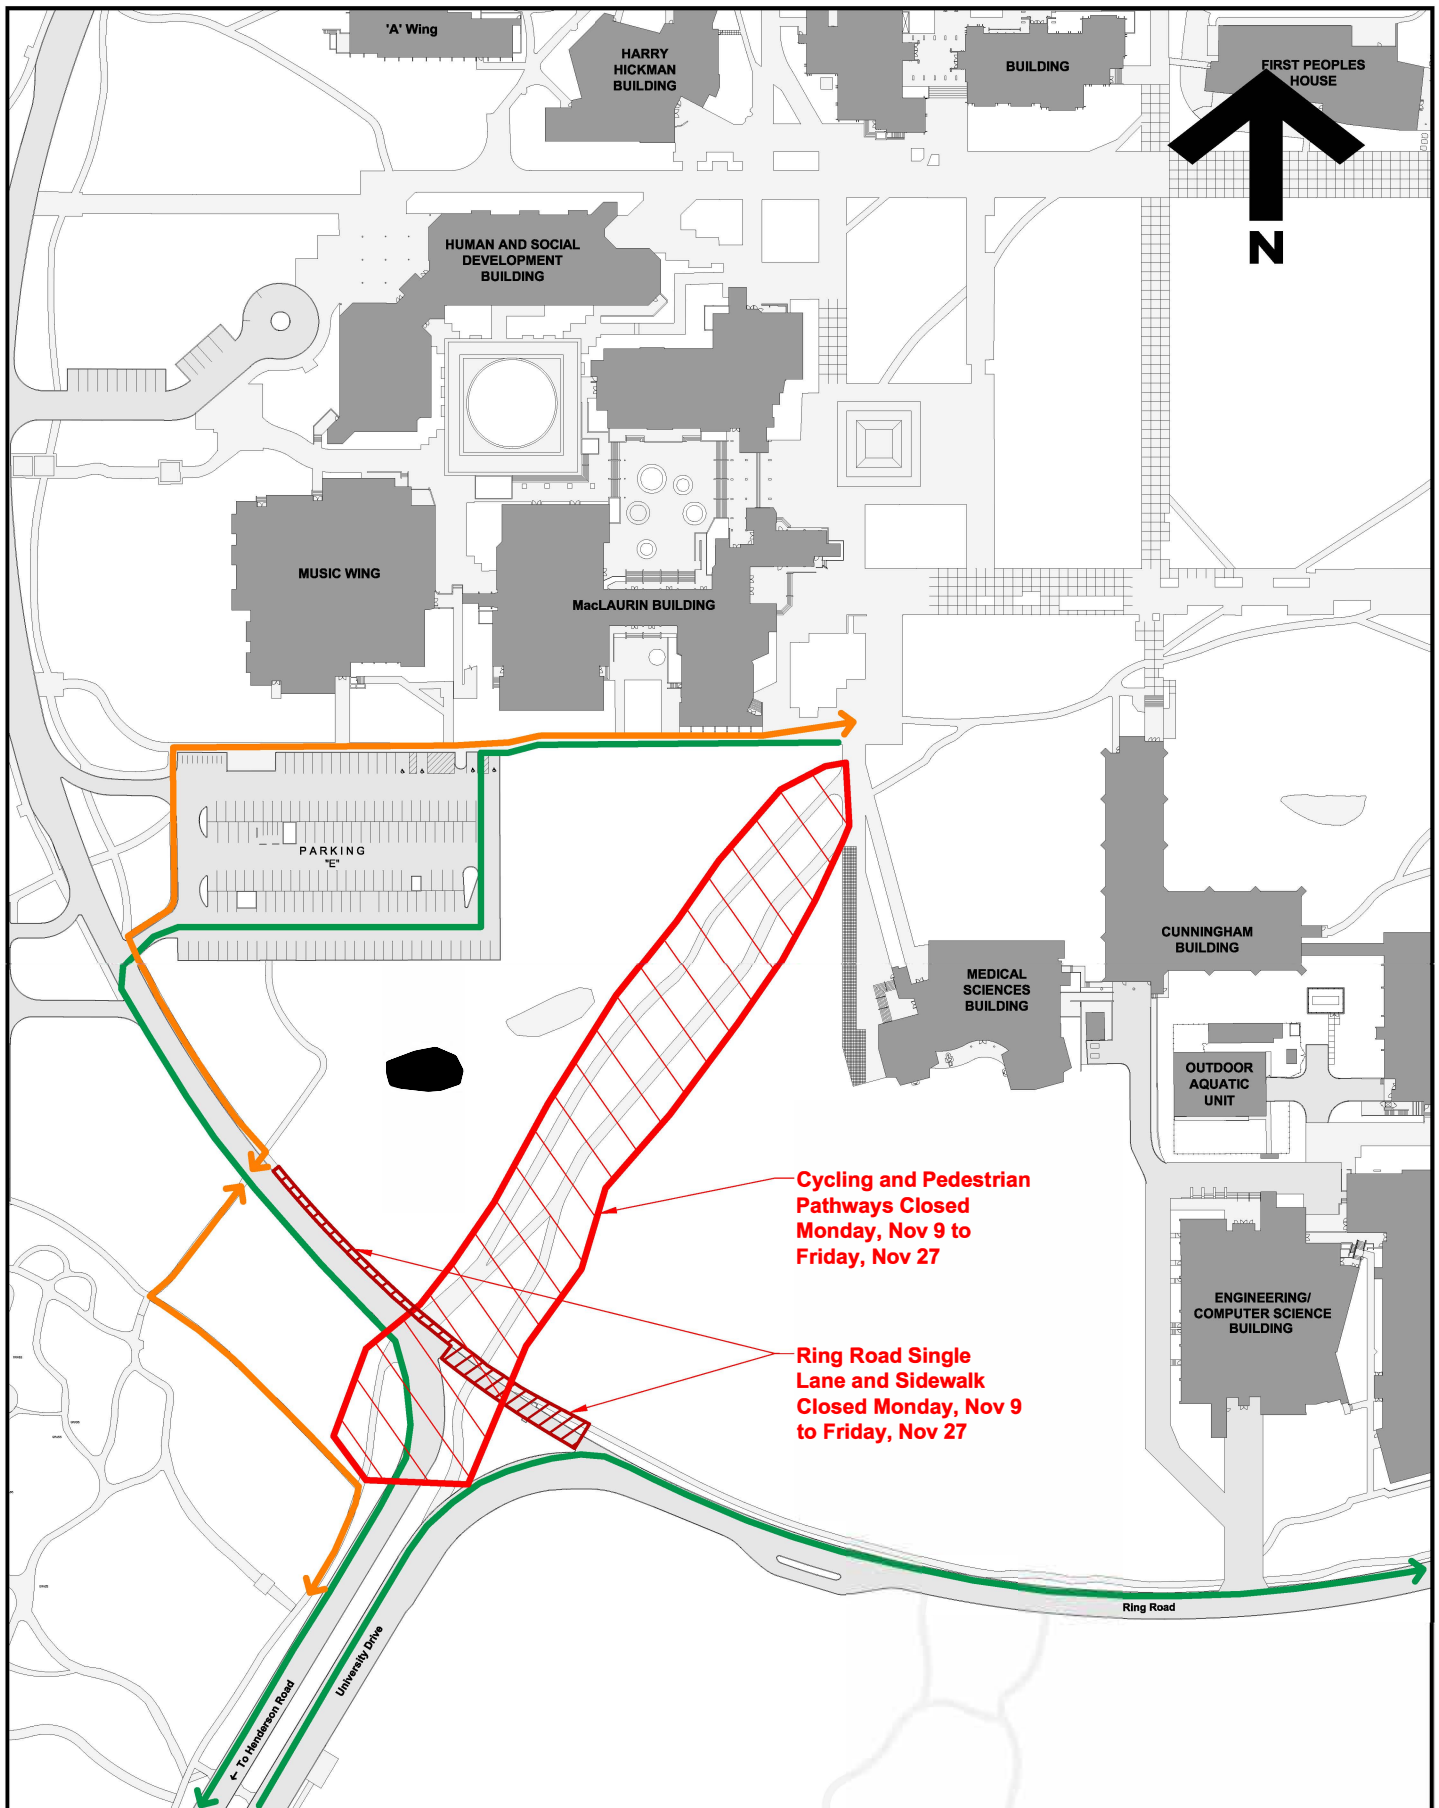 'A' Wing
HARRY
HICKMAN
BUILDING
BUILDING
FIRST PEOPLES
HOUSE
N
HUMAN AND SOCIAL
DEVELOPMENT
BUILDING
MUSIC WING
MacLAURIN BUILDING
PARKING
"E"
CUNNINGHAM
BUILDING
MEDICAL
SCIENCES
BUILDING
OUTDOOR
AQUATIC
UNIT
Cycling and Pedestrian
Pathways Closed
Monday, Nov 9 to
Friday, Nov 27
ENGINEERING/
COMPUTER SCIENCE
BUILDING
Ring Road Single
Lane and Sidewalk
Closed Monday, Nov 9
to Friday, Nov 27
Ring Road
University Drive
← To Henderson Road